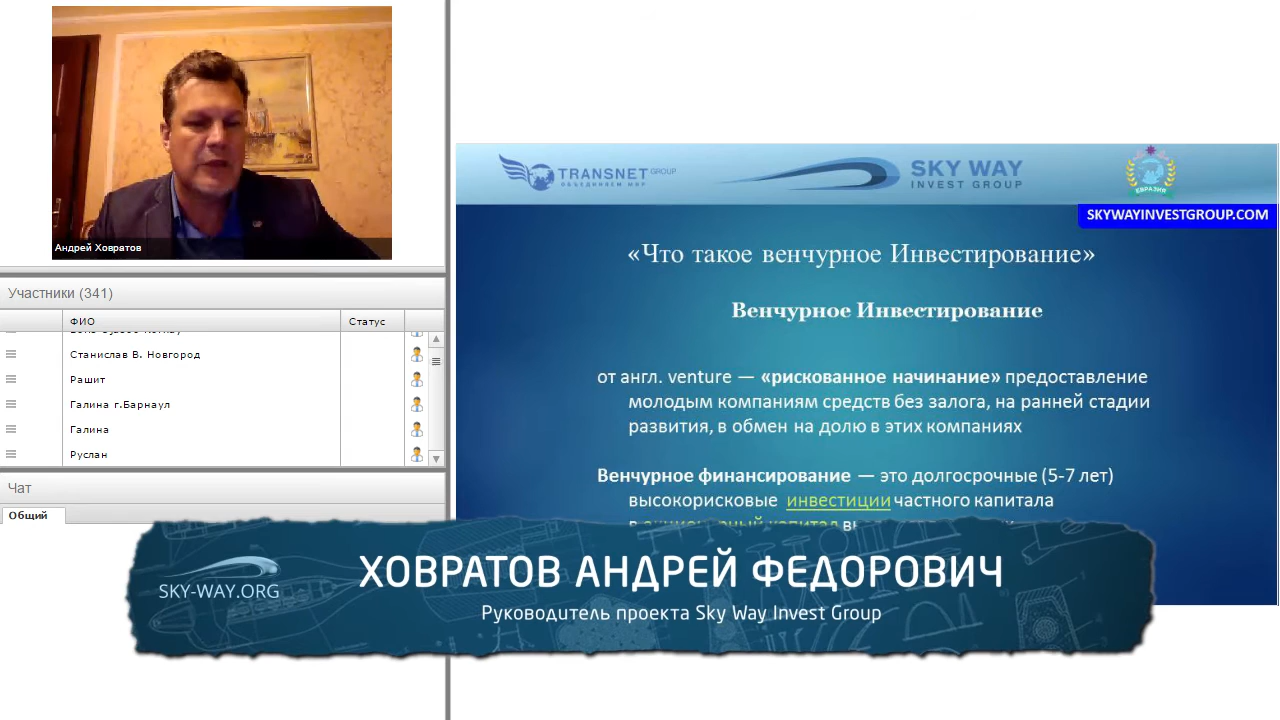 Андрей Ховратов
Участники (341)
ФИО
Статус
Станислав В. Новгород
Рашит
Галина г.Барнаул
Галина
Руслан
Чат
Общий
TRANSNET GROUP
ОБЪЕДИНЯЕМ МИР
SKY WAY
INVEST GROUP
ЕВРАЗИЯ
SKYWAYINVESTGROUP.COM
«Что такое венчурное Инвестирование»
Венчурное Инвестирование
от англ. venture — «рискованное начинание» предоставление
молодым компаниям средств без залога, на ранней стадии
развития, в обмен на долю в этих компаниях
Венчурное финансирование — это долгосрочные (5-7 лет)
высокорисковые инвестиции частного капитала
в капитал
SKY-WAY.ORG
ХОВРАТОВ АНДРЕЙ ФЕДОРОВИЧ
Руководитель проекта Sky Way Invest Group